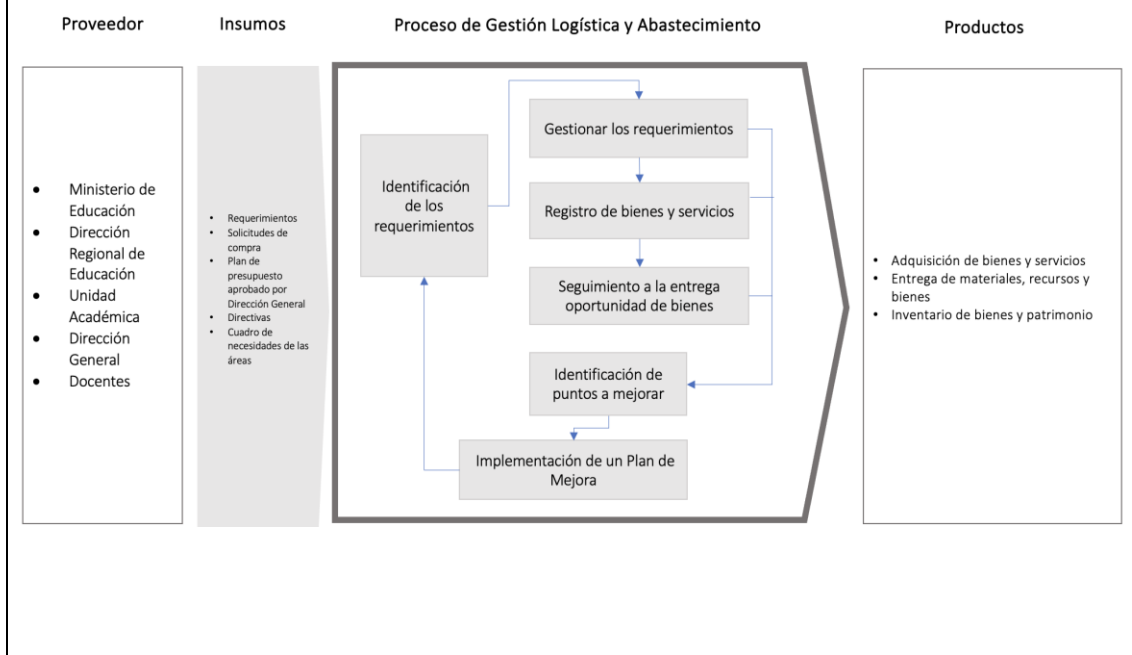 Proveedor
Insumos
Proceso de Gestión Logística y Abastecimiento
Productos
• Ministerio de
Educación
• Dirección
Regional de
Educación
• Unidad
Académica
• Dirección
General
• Docentes
• Requerimientos
• Solicitudes de
compra
• Plan de
presupuesto
aprobado por
Dirección General
• Directivas
• Cuadro de
necesidades de las
áreas
Identificación
de los
requerimientos
Gestionar los requerimientos
Registro de bienes y servicios
Seguimiento a la entrega
oportunidad de bienes
Identificación de
puntos a mejorar
Implementación de un Plan de
Mejora
• Adquisición de bienes y servicios
• Entrega de materiales, recursos y
bienes
• Inventario de bienes y patrimonio